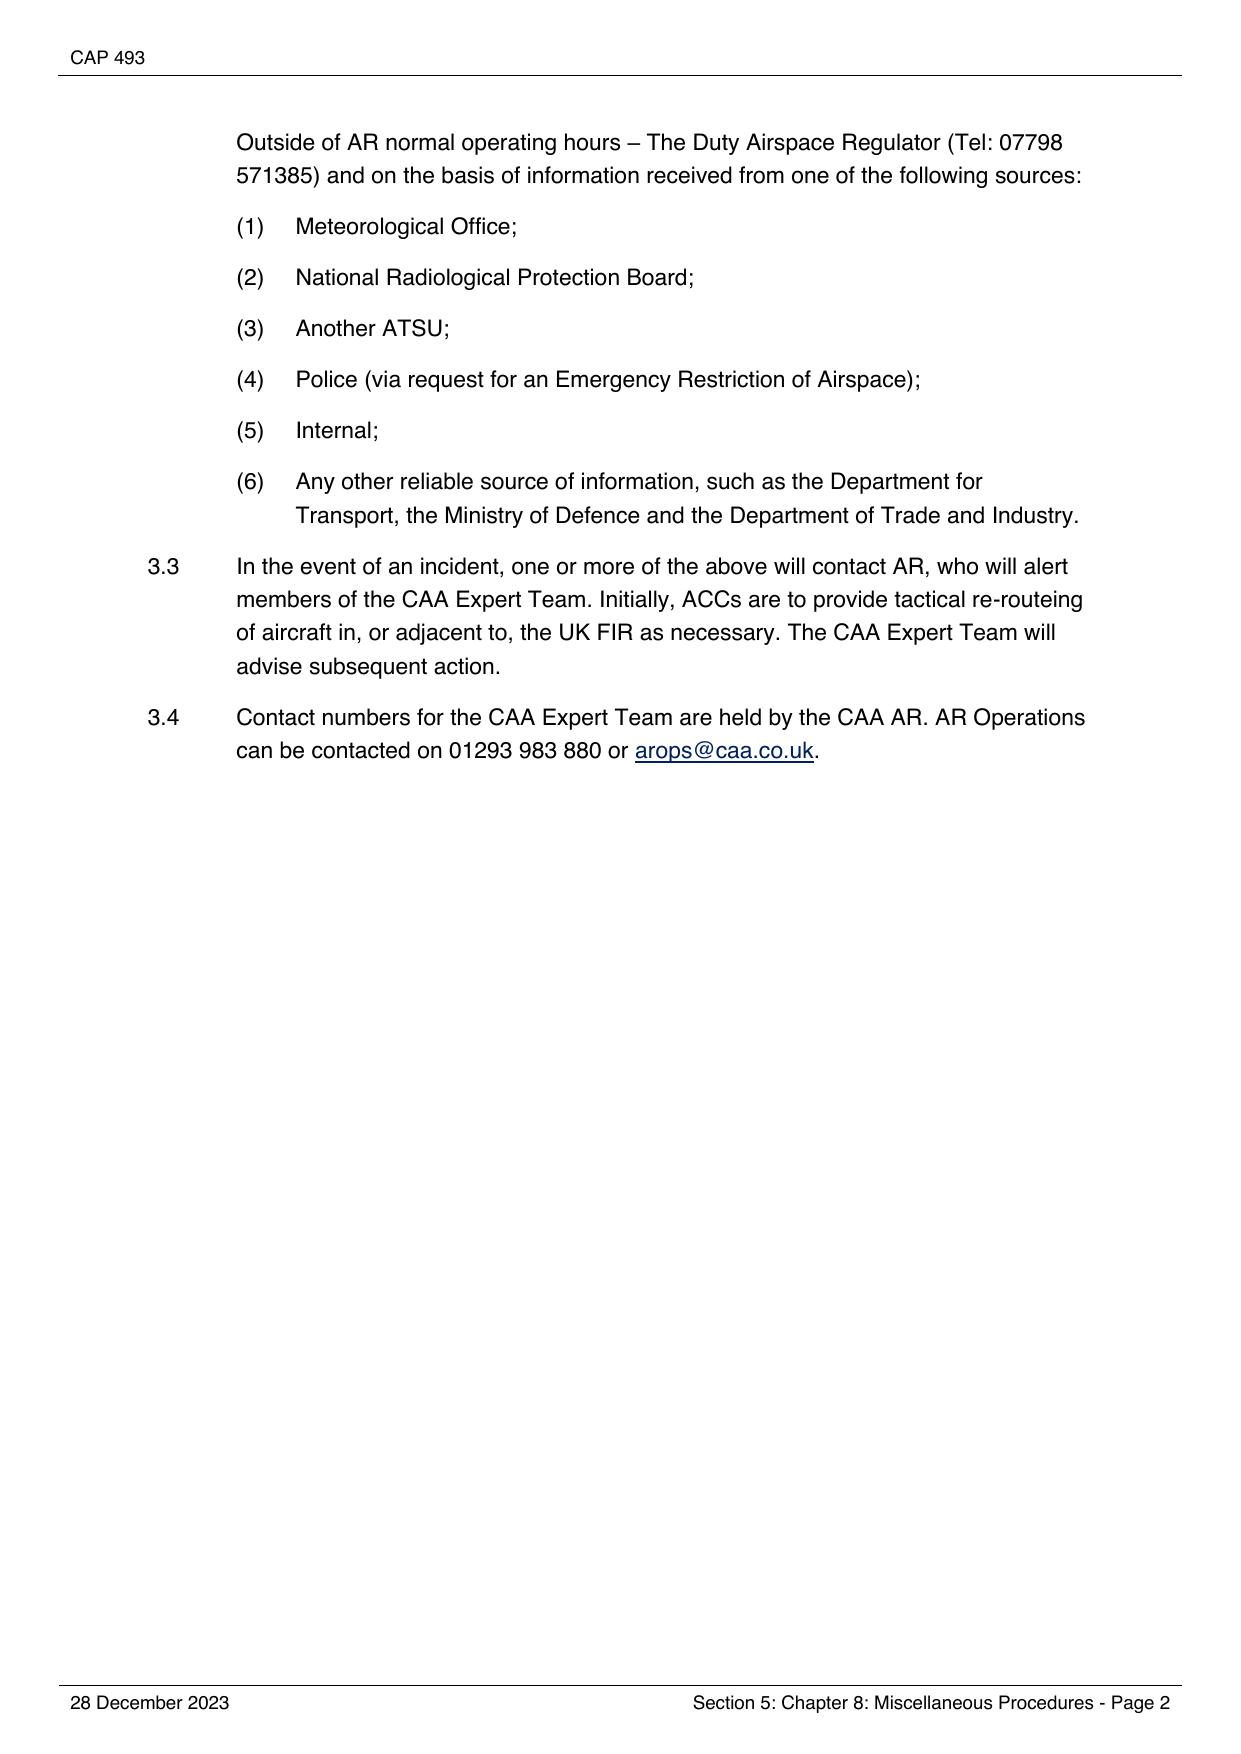 CAP 493
Outside of AR normal operating hours – The Duty Airspace Regulator (Tel: 07798
571385) and on the basis of information received from one of the following sources:
(1) Meteorological Office;
(2) National Radiological Protection Board;
(3) Another ATSU;
(4) Police (via request for an Emergency Restriction of Airspace);
(5) Internal;
(6) Any other reliable source of information, such as the Department for
Transport, the Ministry of Defence and the Department of Trade and Industry.
3.3 In the event of an incident, one or more of the above will contact AR, who will alert
members of the CAA Expert Team. Initially, ACCs are to provide tactical re-routeing
of aircraft in, or adjacent to, the UK FIR as necessary. The CAA Expert Team will
advise subsequent action.
3.4 Contact numbers for the CAA Expert Team are held by the CAA AR. AR Operations
can be contacted on 01293 983 880 or arops@caa.co.uk.
28 December 2023 Section 5: Chapter 8: Miscellaneous Procedures - Page 2